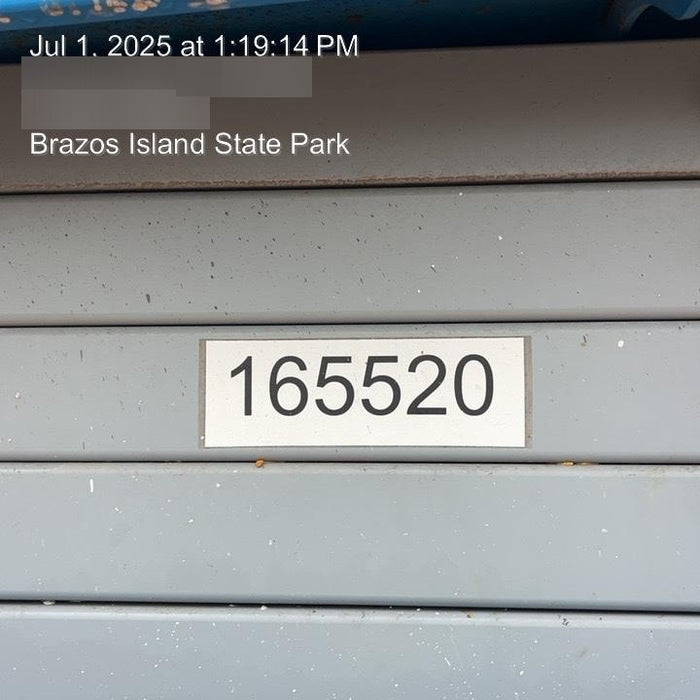 Jul 1, 2025 at 1:19:14 PM
Brazos Island State Park
165520